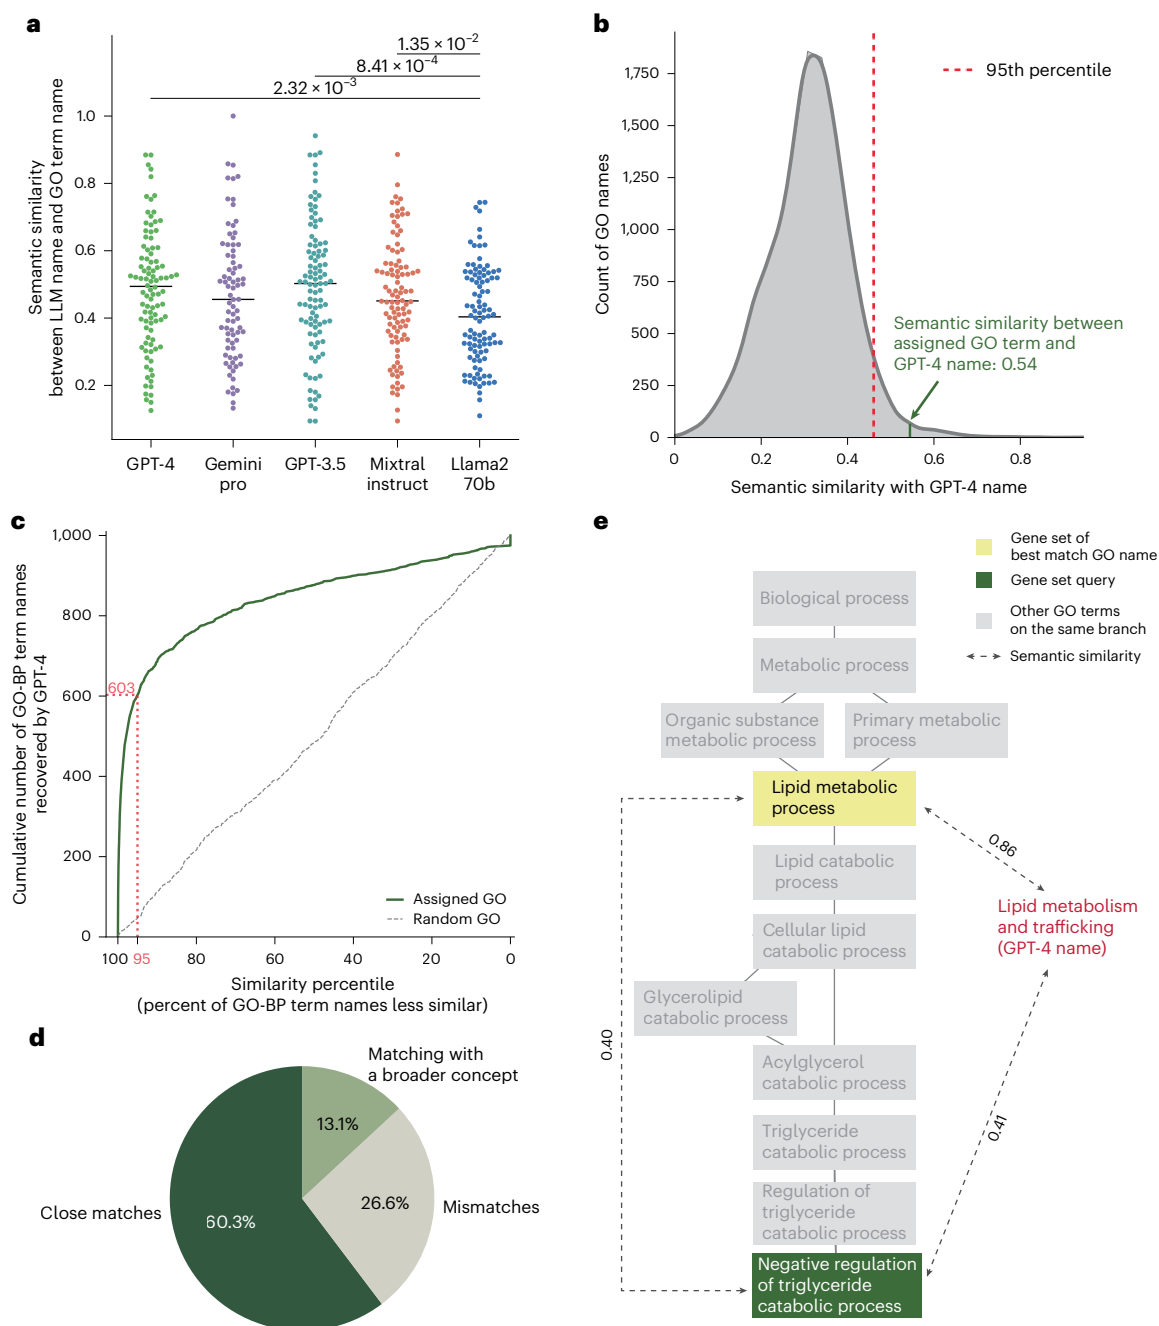 a
1.35 × 10⁻²
8.41 × 10⁻⁴
2.32 × 10⁻³
Semantic similarity
between LLM name and GO term name
1.0
0.8
0.6
0.4
0.2
GPT-4
Gemini
pro
GPT-3.5
Mixtral
instruct
Llama2
70b
b
95th percentile
Count of GO names
1,750
1,500
1,250
1,000
750
500
250
0
Semantic similarity between
assigned GO term and
GPT-4 name: 0.54
0
0.2
0.4
0.6
0.8
Semantic similarity with GPT-4 name
c
Cumulative number of GO-BP term names
recovered by GPT-4
1,000
800
603
600
400
200
0
Assigned GO
Random GO
100
95
80
60
40
20
0
Similarity percentile
(percent of GO-BP term names less similar)
d
Matching with
a broader concept
13.1%
26.6%
Mismatches
Close matches
60.3%
e
Gene set of
best match GO name
Gene set query
Other GO terms
on the same branch
Semantic similarity
Biological process
Metabolic process
Organic substance
metabolic process
Primary metabolic
process
Lipid metabolic
process
0.86
Lipid catabolic
process
Lipid metabolism
and trafficking
(GPT-4 name)
Cellular lipid
catabolic process
Glycerolipid
catabolic process
0.40
Acylglycerol
catabolic process
0.41
Triglyceride
catabolic process
Regulation of
triglyceride
catabolic process
Negative regulation
of triglyceride
catabolic process